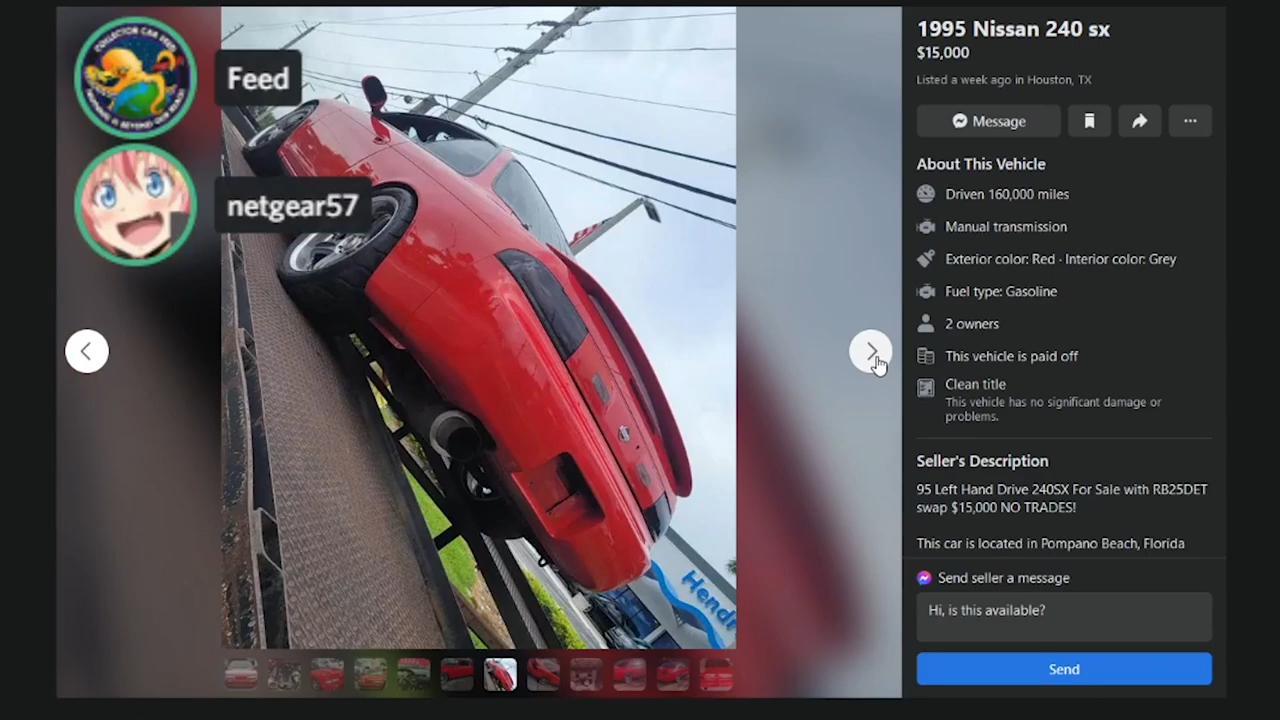 Feed
netgear57
Hendr
1995 Nissan 240 sx
$15,000
Listed a week ago in Houston, TX
Message
About This Vehicle
Driven 160,000 miles
Manual transmission
Exterior color: Red · Interior color: Grey
Fuel type: Gasoline
2 owners
This vehicle is paid off
Clean title
This vehicle has no significant damage or
problems.
Seller's Description
95 Left Hand Drive 240SX For Sale with RB25DET
swap $15,000 NO TRADES!
This car is located in Pompano Beach, Florida
Send seller a message
Hi, is this available?
Send